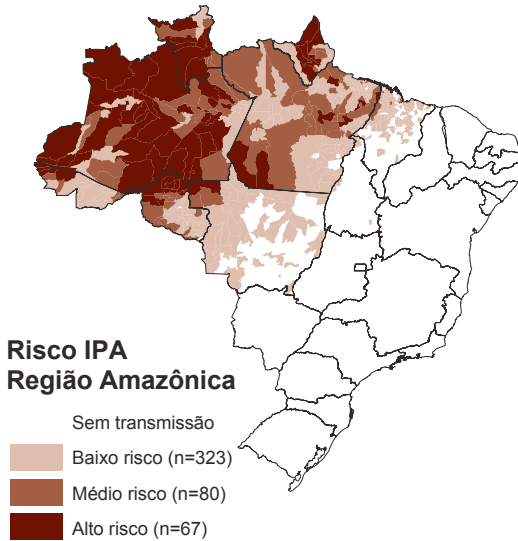 Risco IPA
Região Amazônica
Sem transmissão
Baixo risco (n=323)
Médio risco (n=80)
Alto risco (n=67)